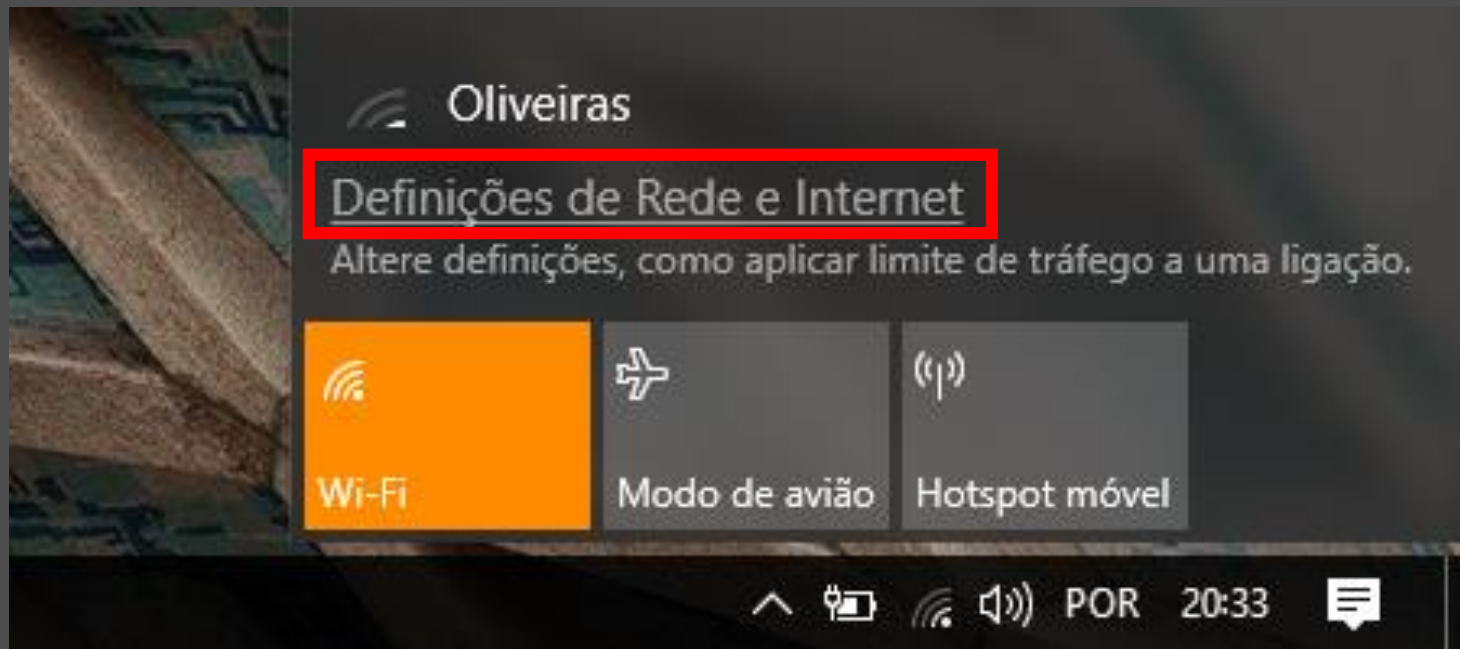 Oliveiras
Definições de Rede e Internet
Altere definições, como aplicar limite de tráfego a uma ligação.
Wi-Fi
Modo de avião
Hotspot móvel
POR
20:33